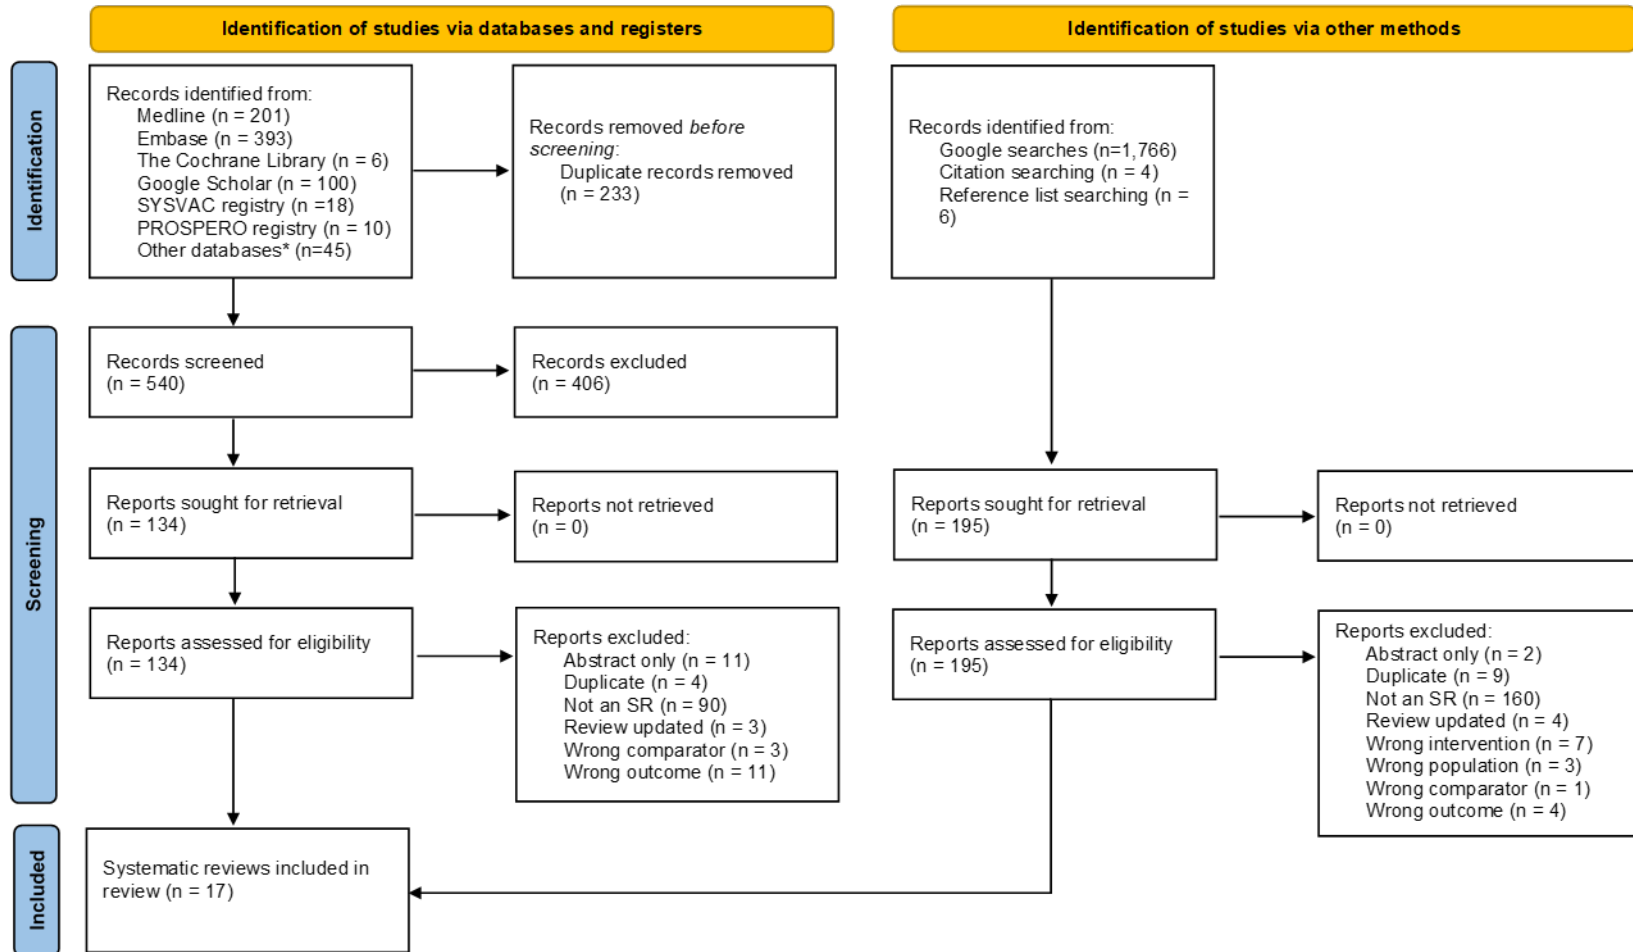 Identification of studies via databases and registers
Identification of studies via other methods
Identification
Records identified from:
Medline (n = 201)
Embase (n = 393)
The Cochrane Library (n = 6)
Google Scholar (n = 100)
SYSVAC registry (n =18)
PROSPERO registry (n = 10)
Other databases* (n=45)
Records removed before
screening:
Duplicate records removed
(n = 233)
Records identified from:
Google searches (n=1,766)
Citation searching (n = 4)
Reference list searching (n =
6)
Screening
Records screened
(n = 540)
Records excluded
(n = 406)
Reports sought for retrieval
(n = 134)
Reports not retrieved
(n = 0)
Reports sought for retrieval
(n = 195)
Reports not retrieved
(n = 0)
Reports assessed for eligibility
(n = 134)
Reports excluded:
Abstract only (n = 11)
Duplicate (n = 4)
Not an SR (n = 90)
Review updated (n = 3)
Wrong comparator (n = 3)
Wrong outcome (n = 11)
Reports assessed for eligibility
(n = 195)
Reports excluded:
Abstract only (n = 2)
Duplicate (n = 9)
Not an SR (n = 160)
Review updated (n = 4)
Wrong intervention (n = 7)
Wrong population (n = 3)
Wrong comparator (n = 1)
Wrong outcome (n = 4)
Included
Systematic reviews included in
review (n = 17)